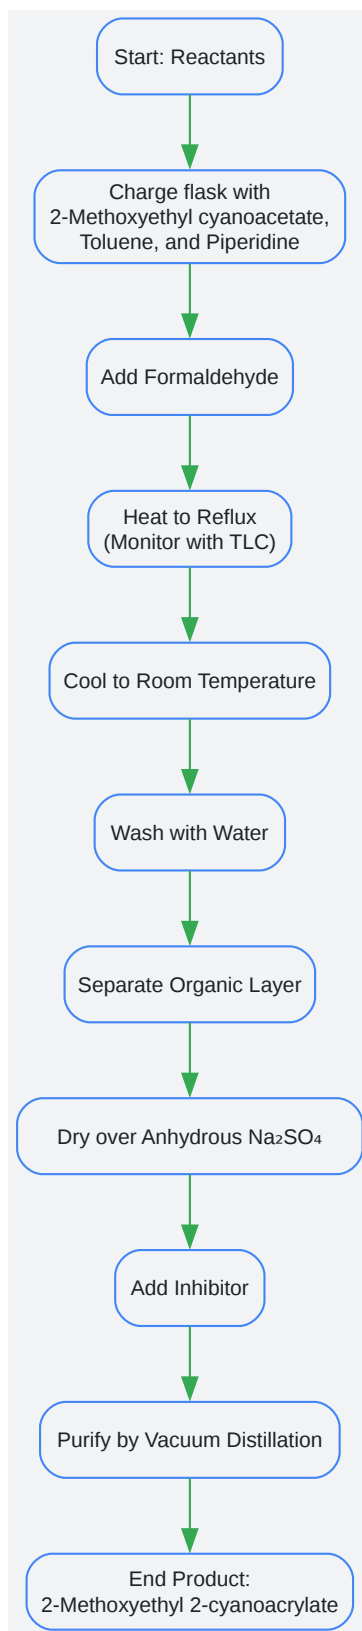 Start: Reactants
Charge flask with
2-Methoxyethyl cyanoacetate,
Toluene, and Piperidine
Add Formaldehyde
Heat to Reflux
(Monitor with TLC)
Cool to Room Temperature
Wash with Water
Separate Organic Layer
Dry over Anhydrous Na₂SO₄
Add Inhibitor
Purify by Vacuum Distillation
End Product:
2-Methoxyethyl 2-cyanoacrylate